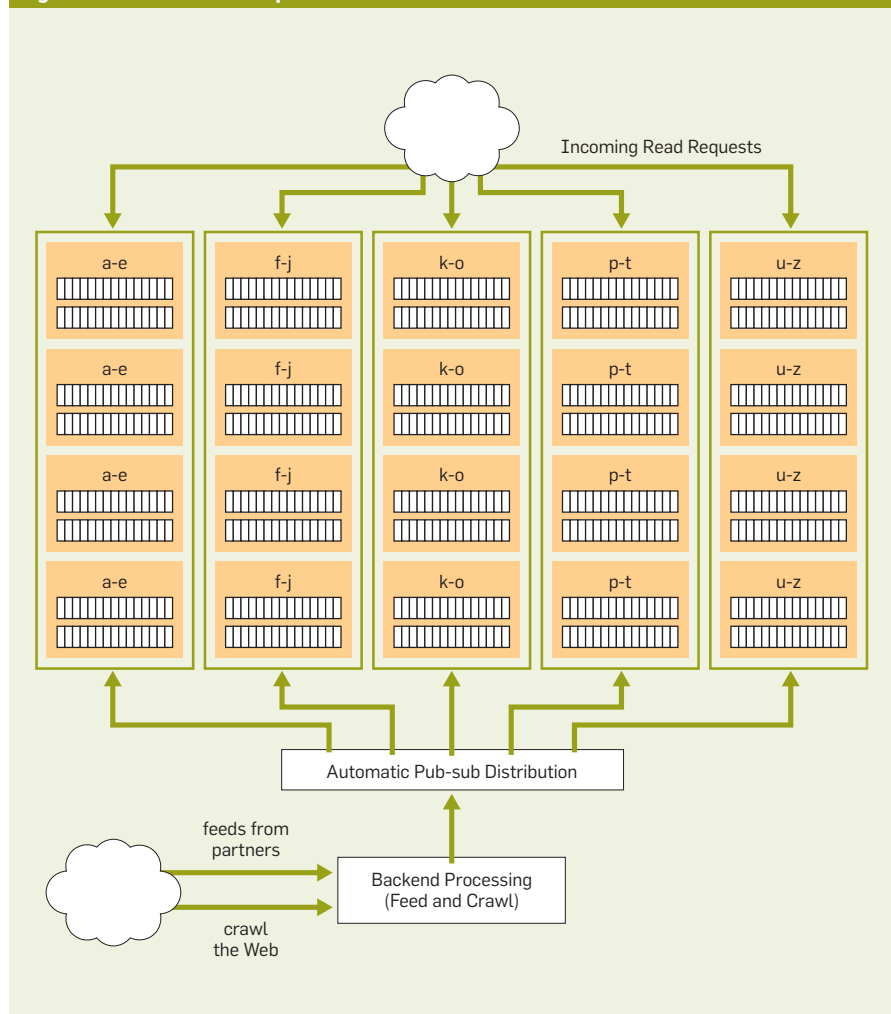 Incoming Read Requests
a-e f-j k-o p-t u-z
a-e f-j k-o p-t u-z
a-e f-j k-o p-t u-z
a-e f-j k-o p-t u-z
Automatic Pub-sub Distribution
feeds from
partners
Backend Processing
(Feed and Crawl)
crawl
the Web